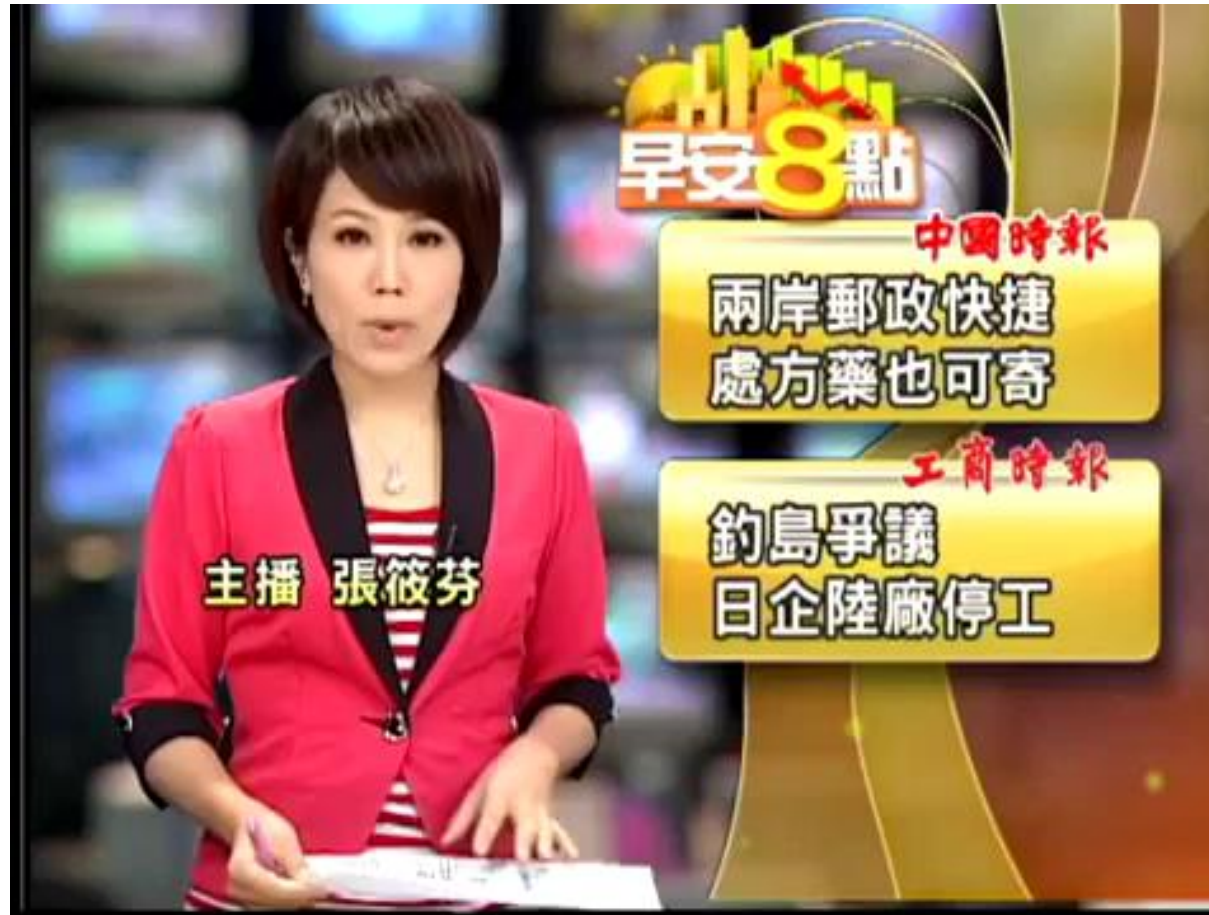 早安8點
中國時報
兩岸郵政快捷
處方藥也可寄
工商時報
釣島爭議
日企陸廠停工
主播 張筱芬